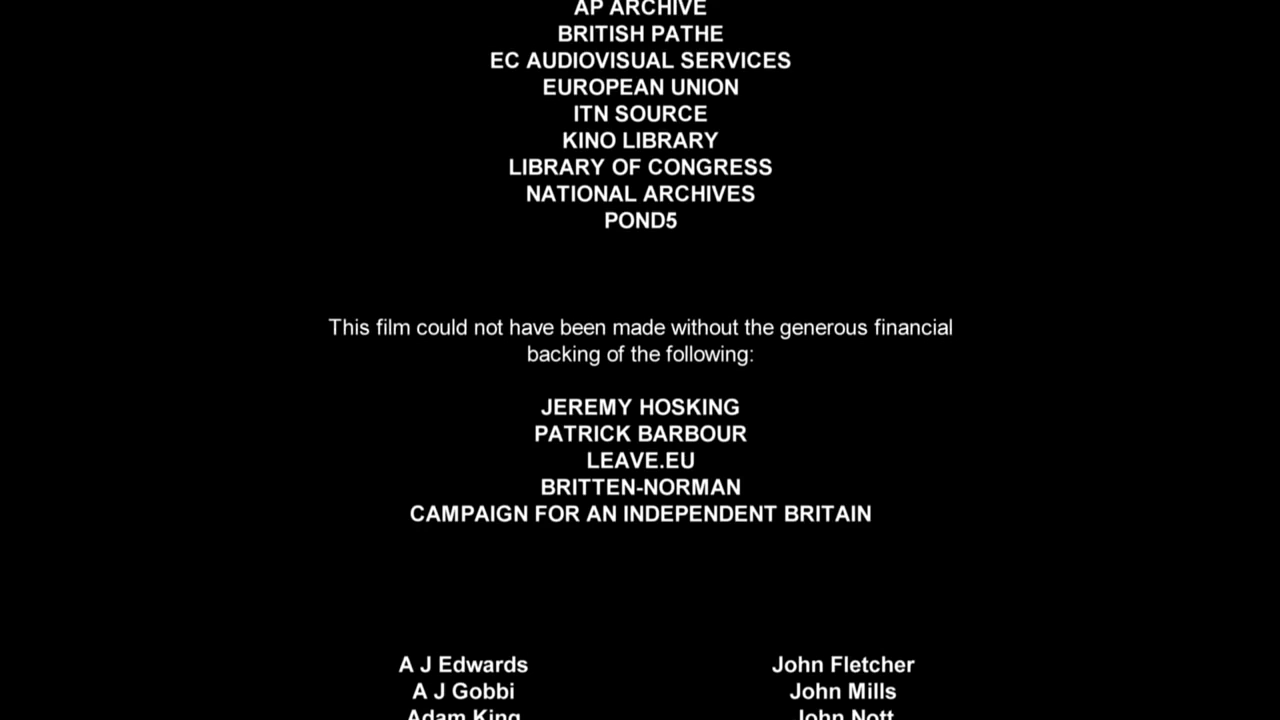 AP ARCHIVE
BRITISH PATHE
EC AUDIOVISUAL SERVICES
EUROPEAN UNION
ITN SOURCE
KINO LIBRARY
LIBRARY OF CONGRESS
NATIONAL ARCHIVES
POND5
This film could not have been made without the generous financial
backing of the following:
JEREMY HOSKING
PATRICK BARBOUR
LEAVE.EU
BRITTEN-NORMAN
CAMPAIGN FOR AN INDEPENDENT BRITAIN
A J Edwards John Fletcher
A J Gobbi John Mills
Adam King John Nott